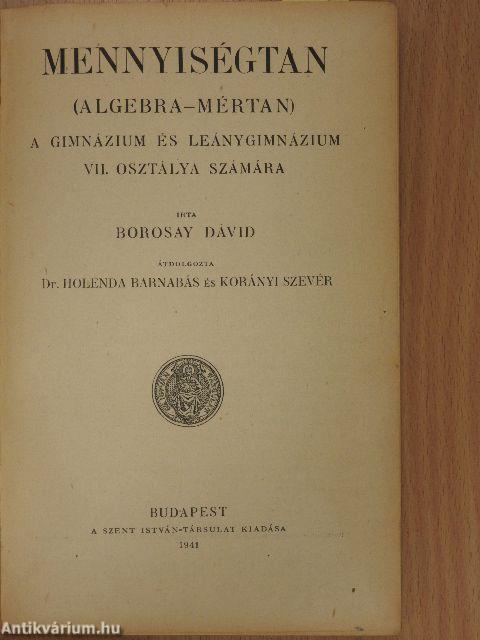 MENNYISÉGTAN
(ALGEBRA–MÉRTAN)
A GIMNÁZIUM ÉS LEÁNYGIMNÁZIUM
VII. OSZTÁLYA SZÁMÁRA
IRTA
BOROSAY DÁVID
ÁTDOLGOZTA
Dr. HOLENDA BARNABÁS ÉS KORÁNYI SZEVÉR
BUDAPEST
A SZENT ISTVÁN-TÁRSULAT KIADÁSA
1941
Antikvárium.hu